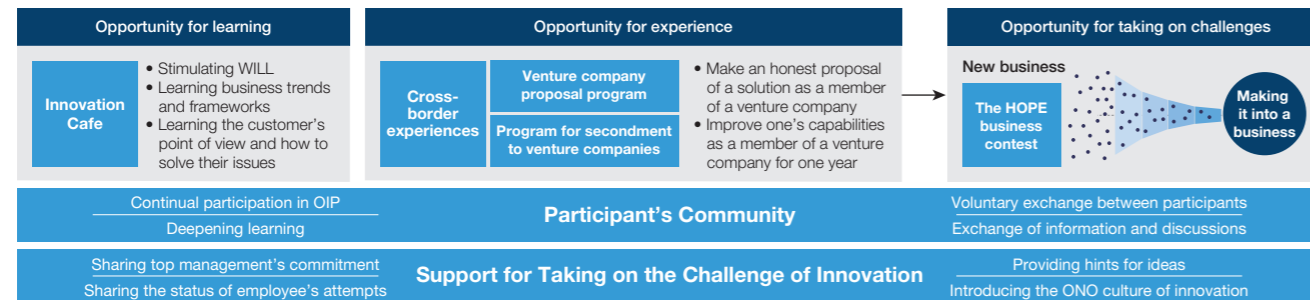 Opportunity for learning
Innovation
Cafe
• Stimulating WILL
• Learning business trends
and frameworks
• Learning the customer's
point of view and how to
solve their issues
Opportunity for experience
Cross-
border
experiences
Venture company
proposal program
Program for secondment
to venture companies
• Make an honest proposal
of a solution as a member
of a venture company
• Improve one's capabilities
as a member of a venture
company for one year
Opportunity for taking on challenges
New business
The HOPE
business
contest
Making
it into a
business
Continual participation in OIP
Deepening learning
Participant's Community
Voluntary exchange between participants
Exchange of information and discussions
Sharing top management's commitment
Sharing the status of employee's attempts
Support for Taking on the Challenge of Innovation
Providing hints for ideas
Introducing the ONO culture of innovation